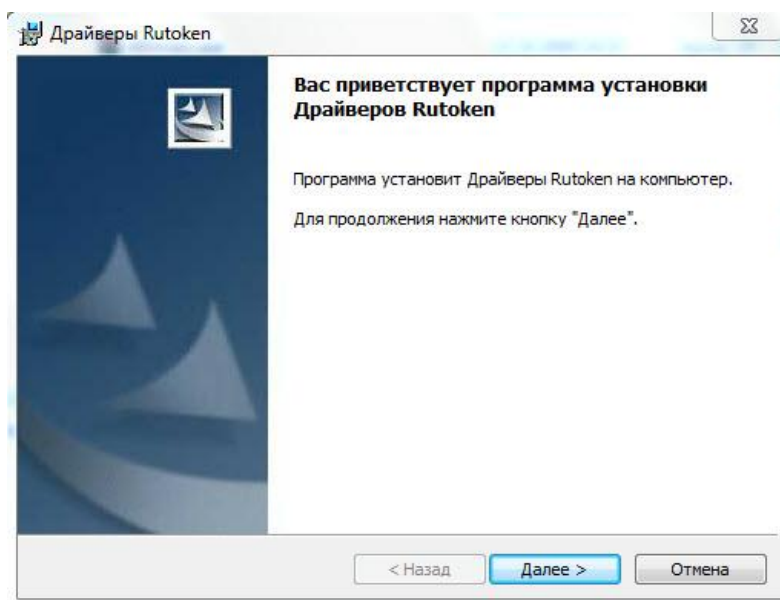 Драйверы Rutoken
Вас приветствует программа установки
Драйверов Rutoken
Программа установит Драйверы Rutoken на компьютер.
Для продолжения нажмите кнопку "Далее".
< Назад
Далее >
Отмена